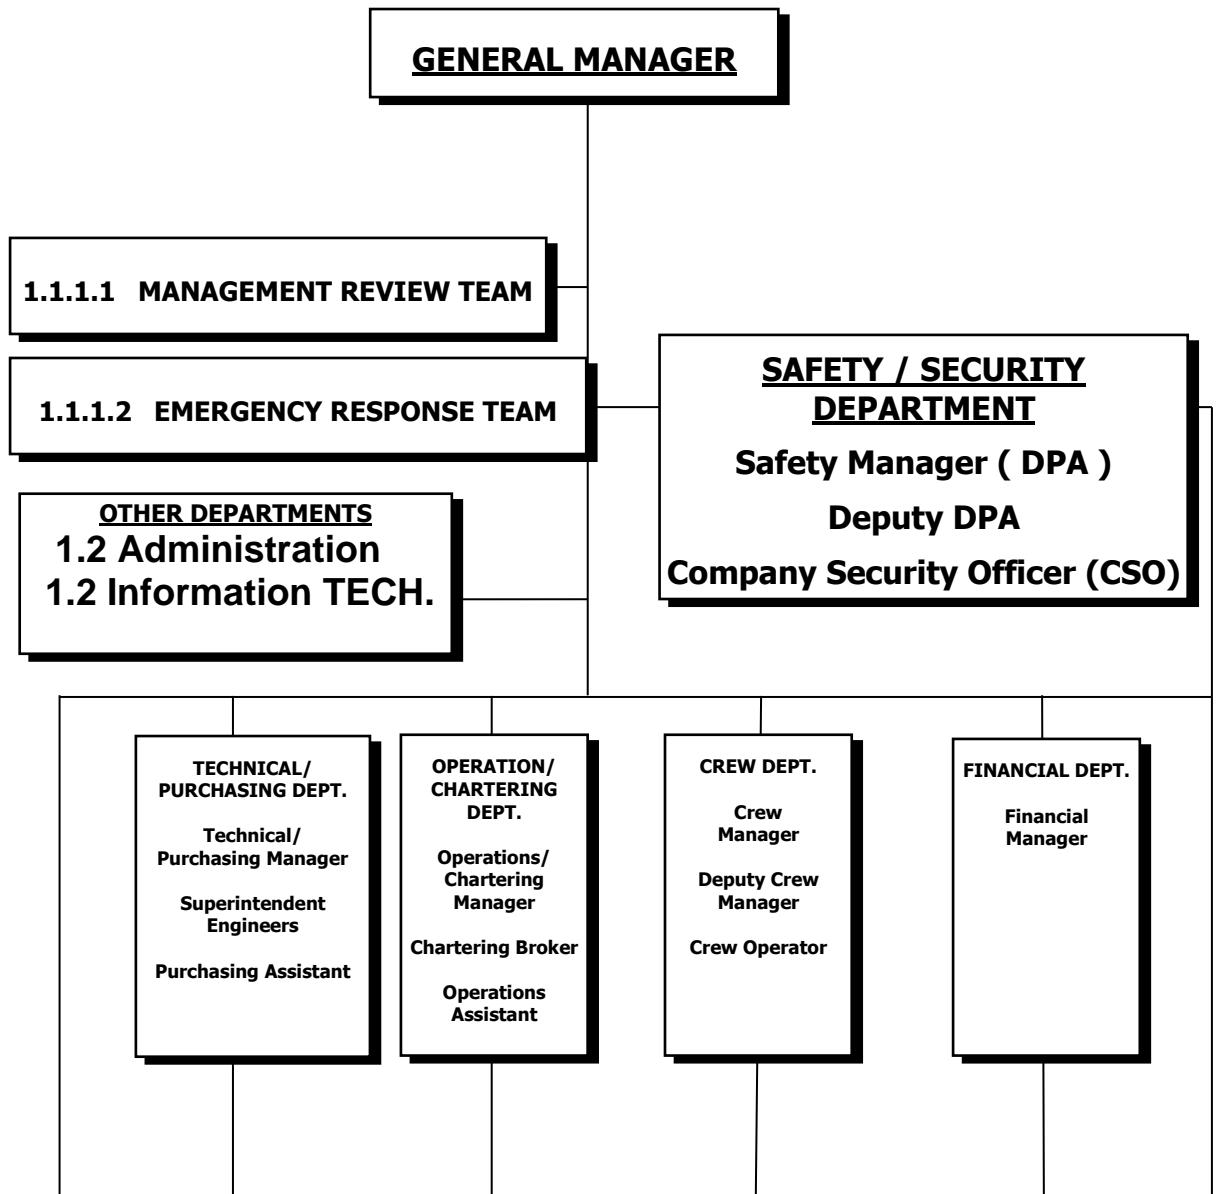 GENERAL MANAGER
1.1.1.1 MANAGEMENT REVIEW TEAM
1.1.1.2 EMERGENCY RESPONSE TEAM
SAFETY / SECURITY
DEPARTMENT
Safety Manager ( DPA )
Deputy DPA
Company Security Officer (CSO)
OTHER DEPARTMENTS
1.2 Administration
1.2 Information TECH.
TECHNICAL/
PURCHASING DEPT.
Technical/
Purchasing Manager
Superintendent
Engineers
Purchasing Assistant
OPERATION/
CHARTERING
DEPT.
Operations/
Chartering
Manager
Chartering Broker
Operations
Assistant
CREW DEPT.
Crew
Manager
Deputy Crew
Manager
Crew Operator
FINANCIAL DEPT.
Financial
Manager